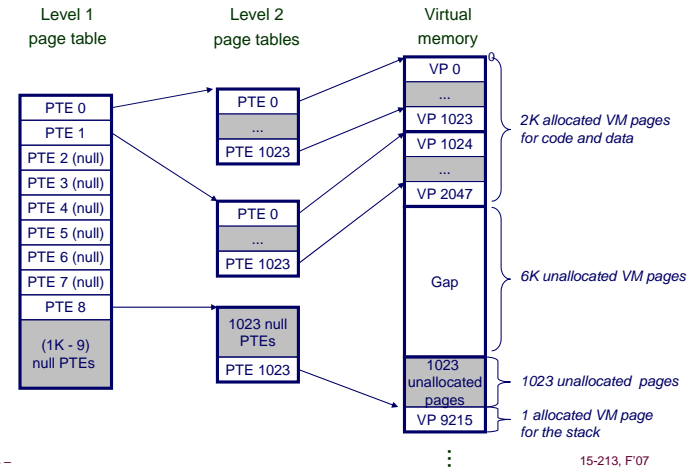 Level 1
page table
Level 2
page tables
Virtual
memory
PTE 0
PTE 1
PTE 2 (null)
PTE 3 (null)
PTE 4 (null)
PTE 5 (null)
PTE 6 (null)
PTE 7 (null)
PTE 8
(1K - 9)
null PTEs
PTE 0
...
PTE 1023
PTE 0
...
PTE 1023
1023 null
PTEs
PTE 1023
0
VP 0
...
VP 1023
VP 1024
...
VP 2047
Gap
1023
unallocated
pages
VP 9215
2K allocated VM pages
for code and data
6K unallocated VM pages
1023 unallocated pages
1 allocated VM page
for the stack
–
15-213, F'07